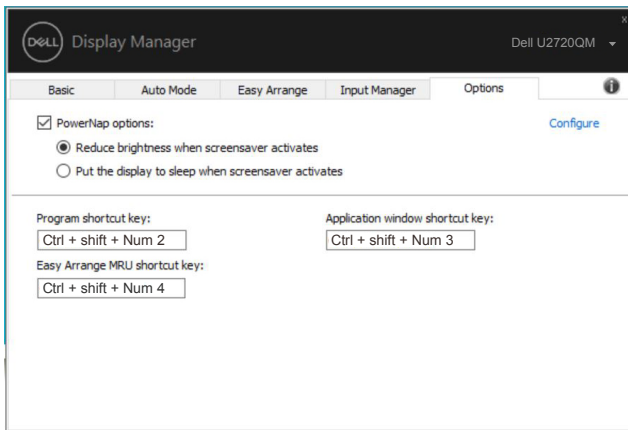 x
DELL Display Manager Dell U2720QM
Basic Auto Mode Easy Arrange Input Manager Options i
PowerNap options: Configure
Reduce brightness when screensaver activates
Put the display to sleep when screensaver activates
Program shortcut key: Application window shortcut key:
Ctrl + shift + Num 2 Ctrl + shift + Num 3
Easy Arrange MRU shortcut key:
Ctrl + shift + Num 4